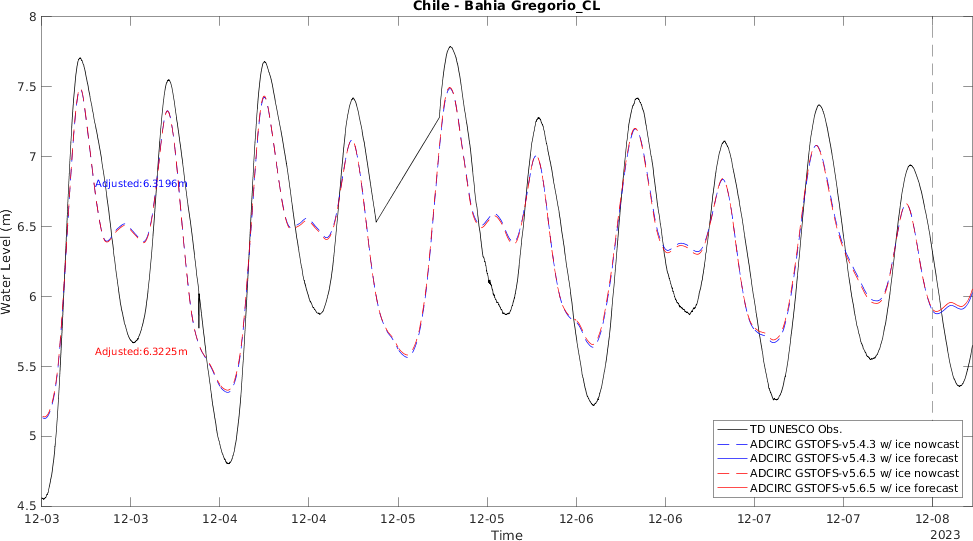 Chile - Bahia Gregorio_CL
8
7.5
7
6.5
6
5.5
5
4.5
Water Level (m)
Adjusted:6.3196m
Adjusted:6.3225m
TD UNESCO Obs.
ADCIRC GSTOFS-v5.4.3 w/ ice nowcast
ADCIRC GSTOFS-v5.4.3 w/ ice forecast
ADCIRC GSTOFS-v5.6.5 w/ ice nowcast
ADCIRC GSTOFS-v5.6.5 w/ ice forecast
12-03 12-03 12-04 12-04 12-05 12-05 12-06 12-06 12-07 12-07 12-08
Time
2023